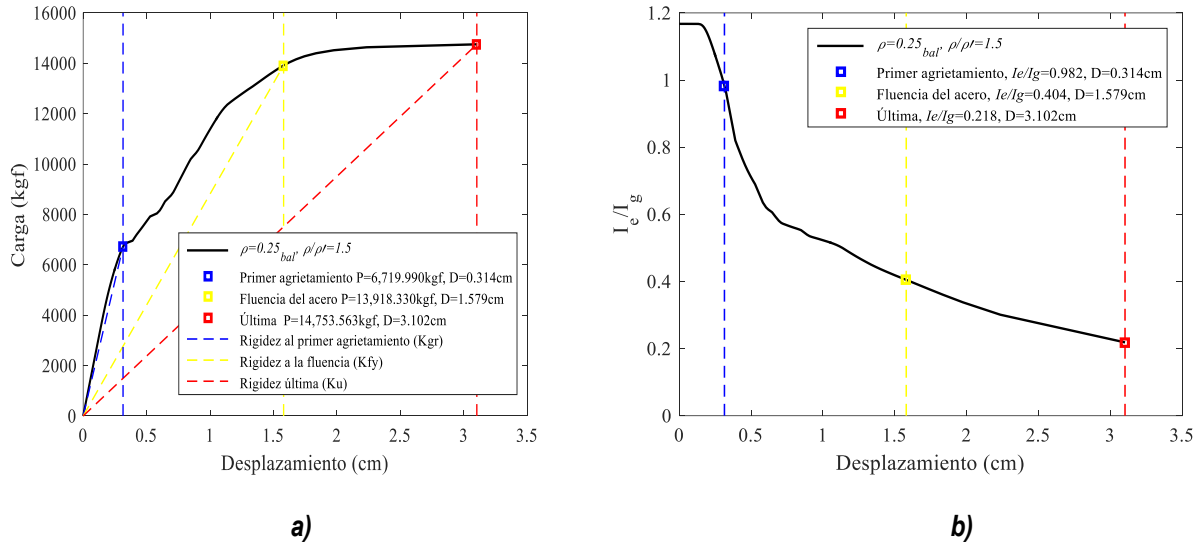 16000
14000
12000
10000
8000
6000
4000
2000
0
Carga (kgf)
ρ=0.25bal, ρ/ρ'=1.5
Primer agrietamiento P=6,719.990kgf, D=0.314cm
Fluencia del acero P=13,918.330kgf, D=1.579cm
Última P=14,753.563kgf, D=3.102cm
Rigidez al primer agrietamiento (Kgr)
Rigidez a la fluencia (Kfy)
Rigidez última (Ku)
0 0.5 1 1.5 2 2.5 3 3.5
Desplazamiento (cm)
a)
1.2
1
0.8
0.6
0.4
0.2
0
I_e/I_g
ρ=0.25bal, ρ/ρ'=1.5
Primer agrietamiento, Ie/Ig=0.982, D=0.314cm
Fluencia del acero, Ie/Ig=0.404, D=1.579cm
Última, Ie/Ig=0.218, D=3.102cm
0 0.5 1 1.5 2 2.5 3 3.5
Desplazamiento (cm)
b)